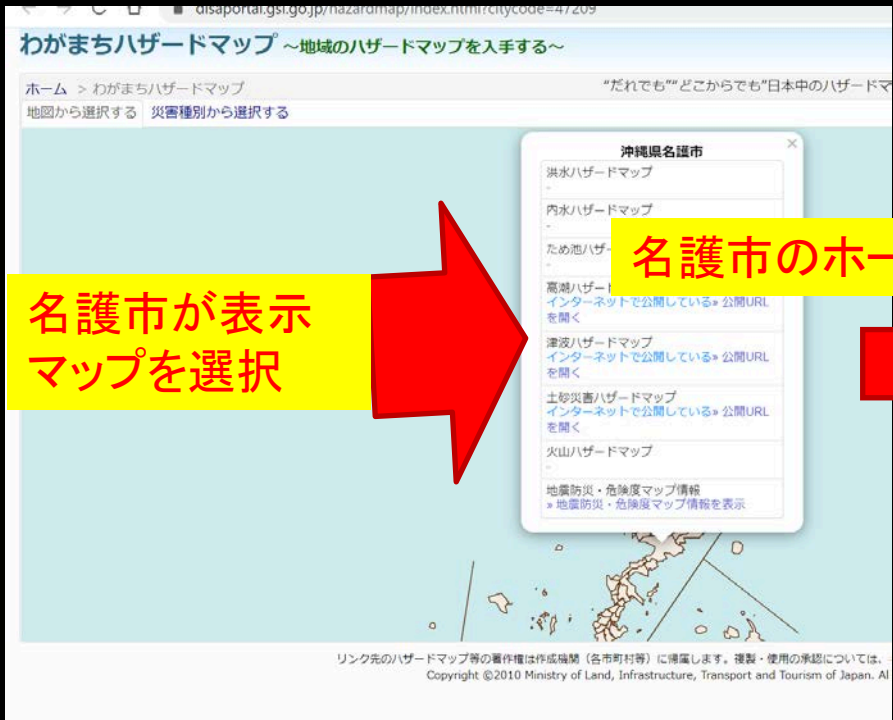 disaportal.gsi.go.jp/hazardmap/index.html?citycode=47209
わがまちハザードマップ ～地域のハザードマップを入手する～
ホーム > わがまちハザードマップ
“だれでも”“どこからでも”日本中のハザードマ
地図から選択する 災害種別から選択する
沖縄県名護市
洪水ハザードマップ
-
内水ハザードマップ
-
ため池ハザー
-
高潮ハザード
インターネットで公開している» 公開URL
を開く
津波ハザードマップ
インターネットで公開している» 公開URL
を開く
土砂災害ハザードマップ
インターネットで公開している» 公開URL
を開く
火山ハザードマップ
-
地震防災・危険度マップ情報
» 地震防災・危険度マップ情報を表示
名護市が表示
マップを選択
名護市のホー
リンク先のハザードマップ等の著作権は作成機関（各市町村等）に帰属します。複製・使用の承認については、
Copyright ©2010 Ministry of Land, Infrastructure, Transport and Tourism of Japan. Al